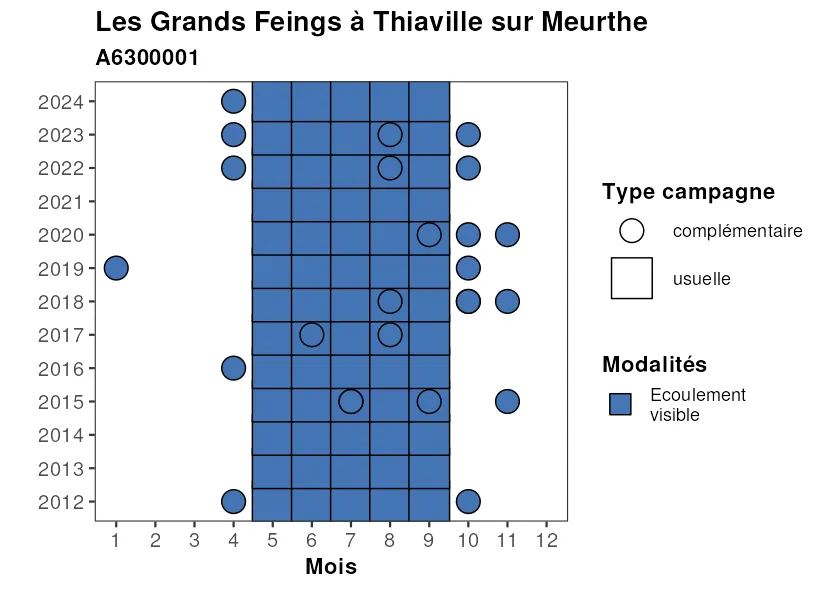 Les Grands Feings à Thiaville sur Meurthe
A6300001
2024
2023
2022
2021
2020
2019
2018
2017
2016
2015
2014
2013
2012
1 2 3 4 5 6 7 8 9 10 11 12
Mois
Type campagne
complémentaire
usuelle
Modalités
Ecoulement
visible